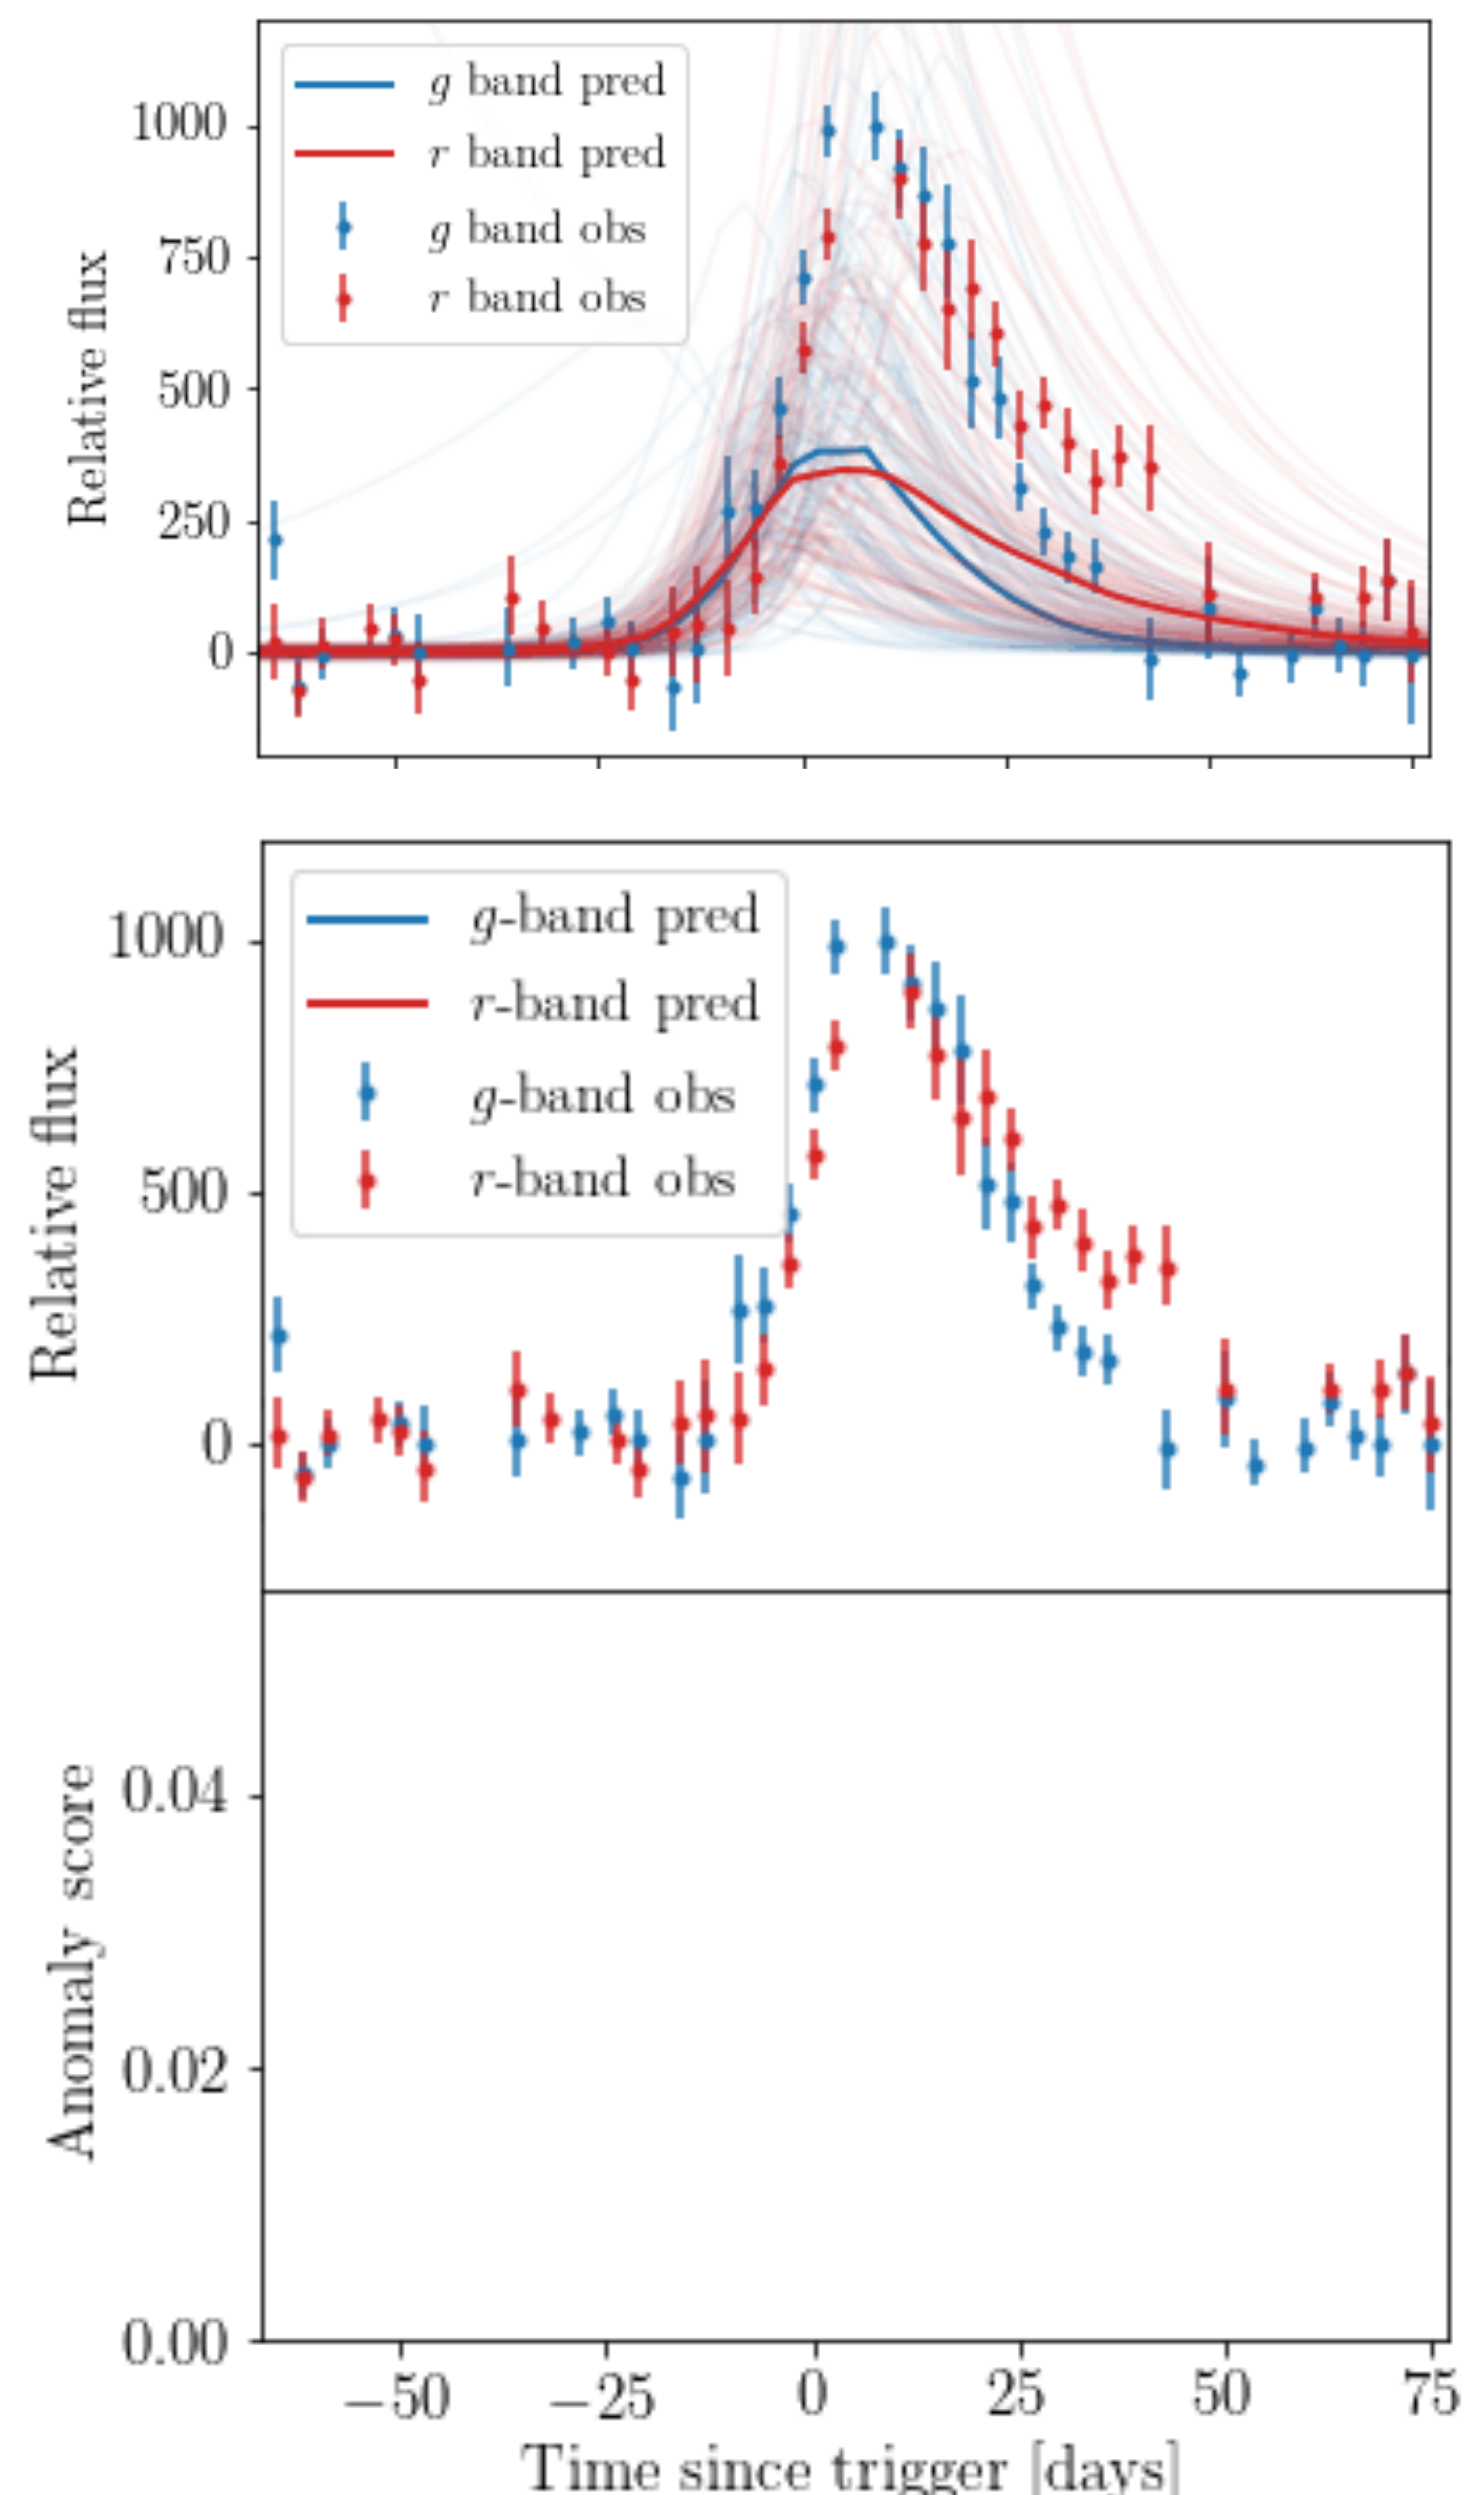 g band pred
r band pred
g band obs
r band obs
1000
750
500
250
0
Relative flux
g-band pred
r-band pred
g-band obs
r-band obs
1000
500
0
Relative flux
0.04
0.02
0.00
Anomaly score
−50 −25 0 25 50 75
Time since trigger [days]